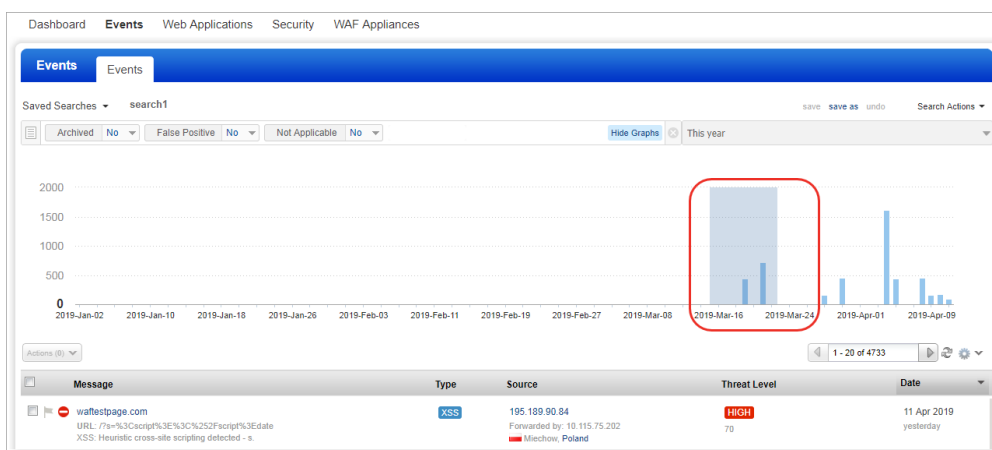 Dashboard Events Web Applications Security WAF Appliances
Events Events
Saved Searches search1 save save as undo Search Actions
Archived No False Positive No Not Applicable No Hide Graphs This year
2000
1500
1000
500
0
2019-Jan-02 2019-Jan-10 2019-Jan-18 2019-Jan-26 2019-Feb-03 2019-Feb-11 2019-Feb-19 2019-Feb-27 2019-Mar-08 2019-Mar-16 2019-Mar-24 2019-Apr-01 2019-Apr-09
Actions (0) 1 - 20 of 4733
Message Type Source Threat Level Date
waftestpage.com XSS 195.189.90.84 HIGH 11 Apr 2019
URL: /?s=%3Cscript%3E%3C%252Fscript%3Edate Forwarded by: 10.115.75.202 70 yesterday
XSS: Heuristic cross-site scripting detected - s. Miechow, Poland